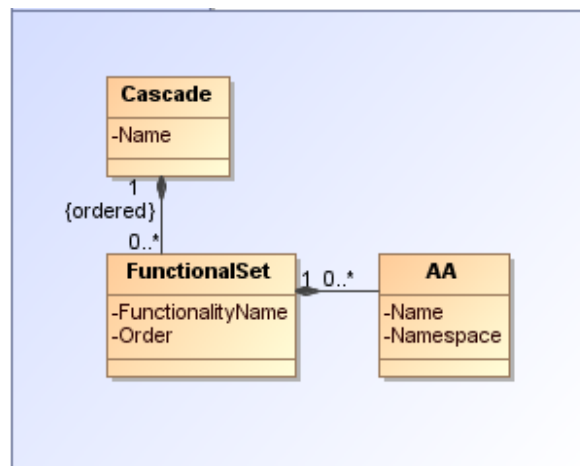 Cascade
-Name
1
{ordered}
0..*
FunctionalSet
-FunctionalityName
-Order
1 0..*
AA
-Name
-Namespace